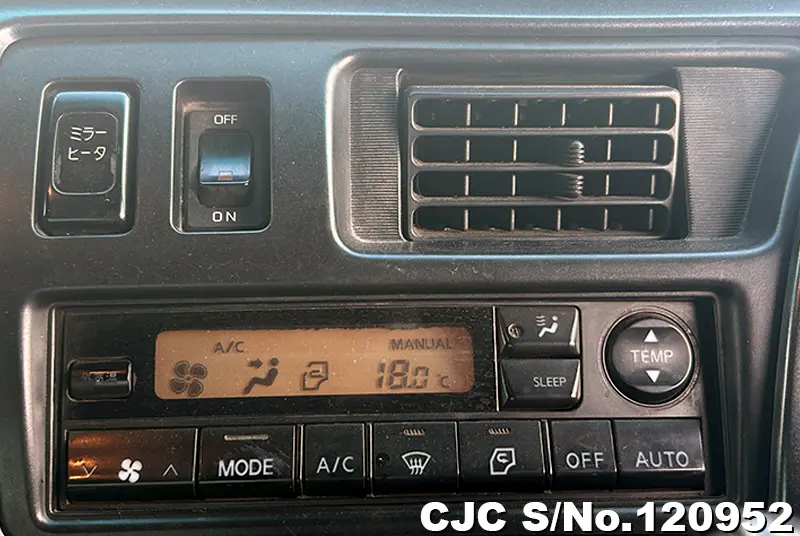 ミラー
ヒータ
OFF
ON
A/C
MANUAL
18.0 °C
SLEEP
TEMP
MODE
A/C
OFF
AUTO
CJC S/No.120952